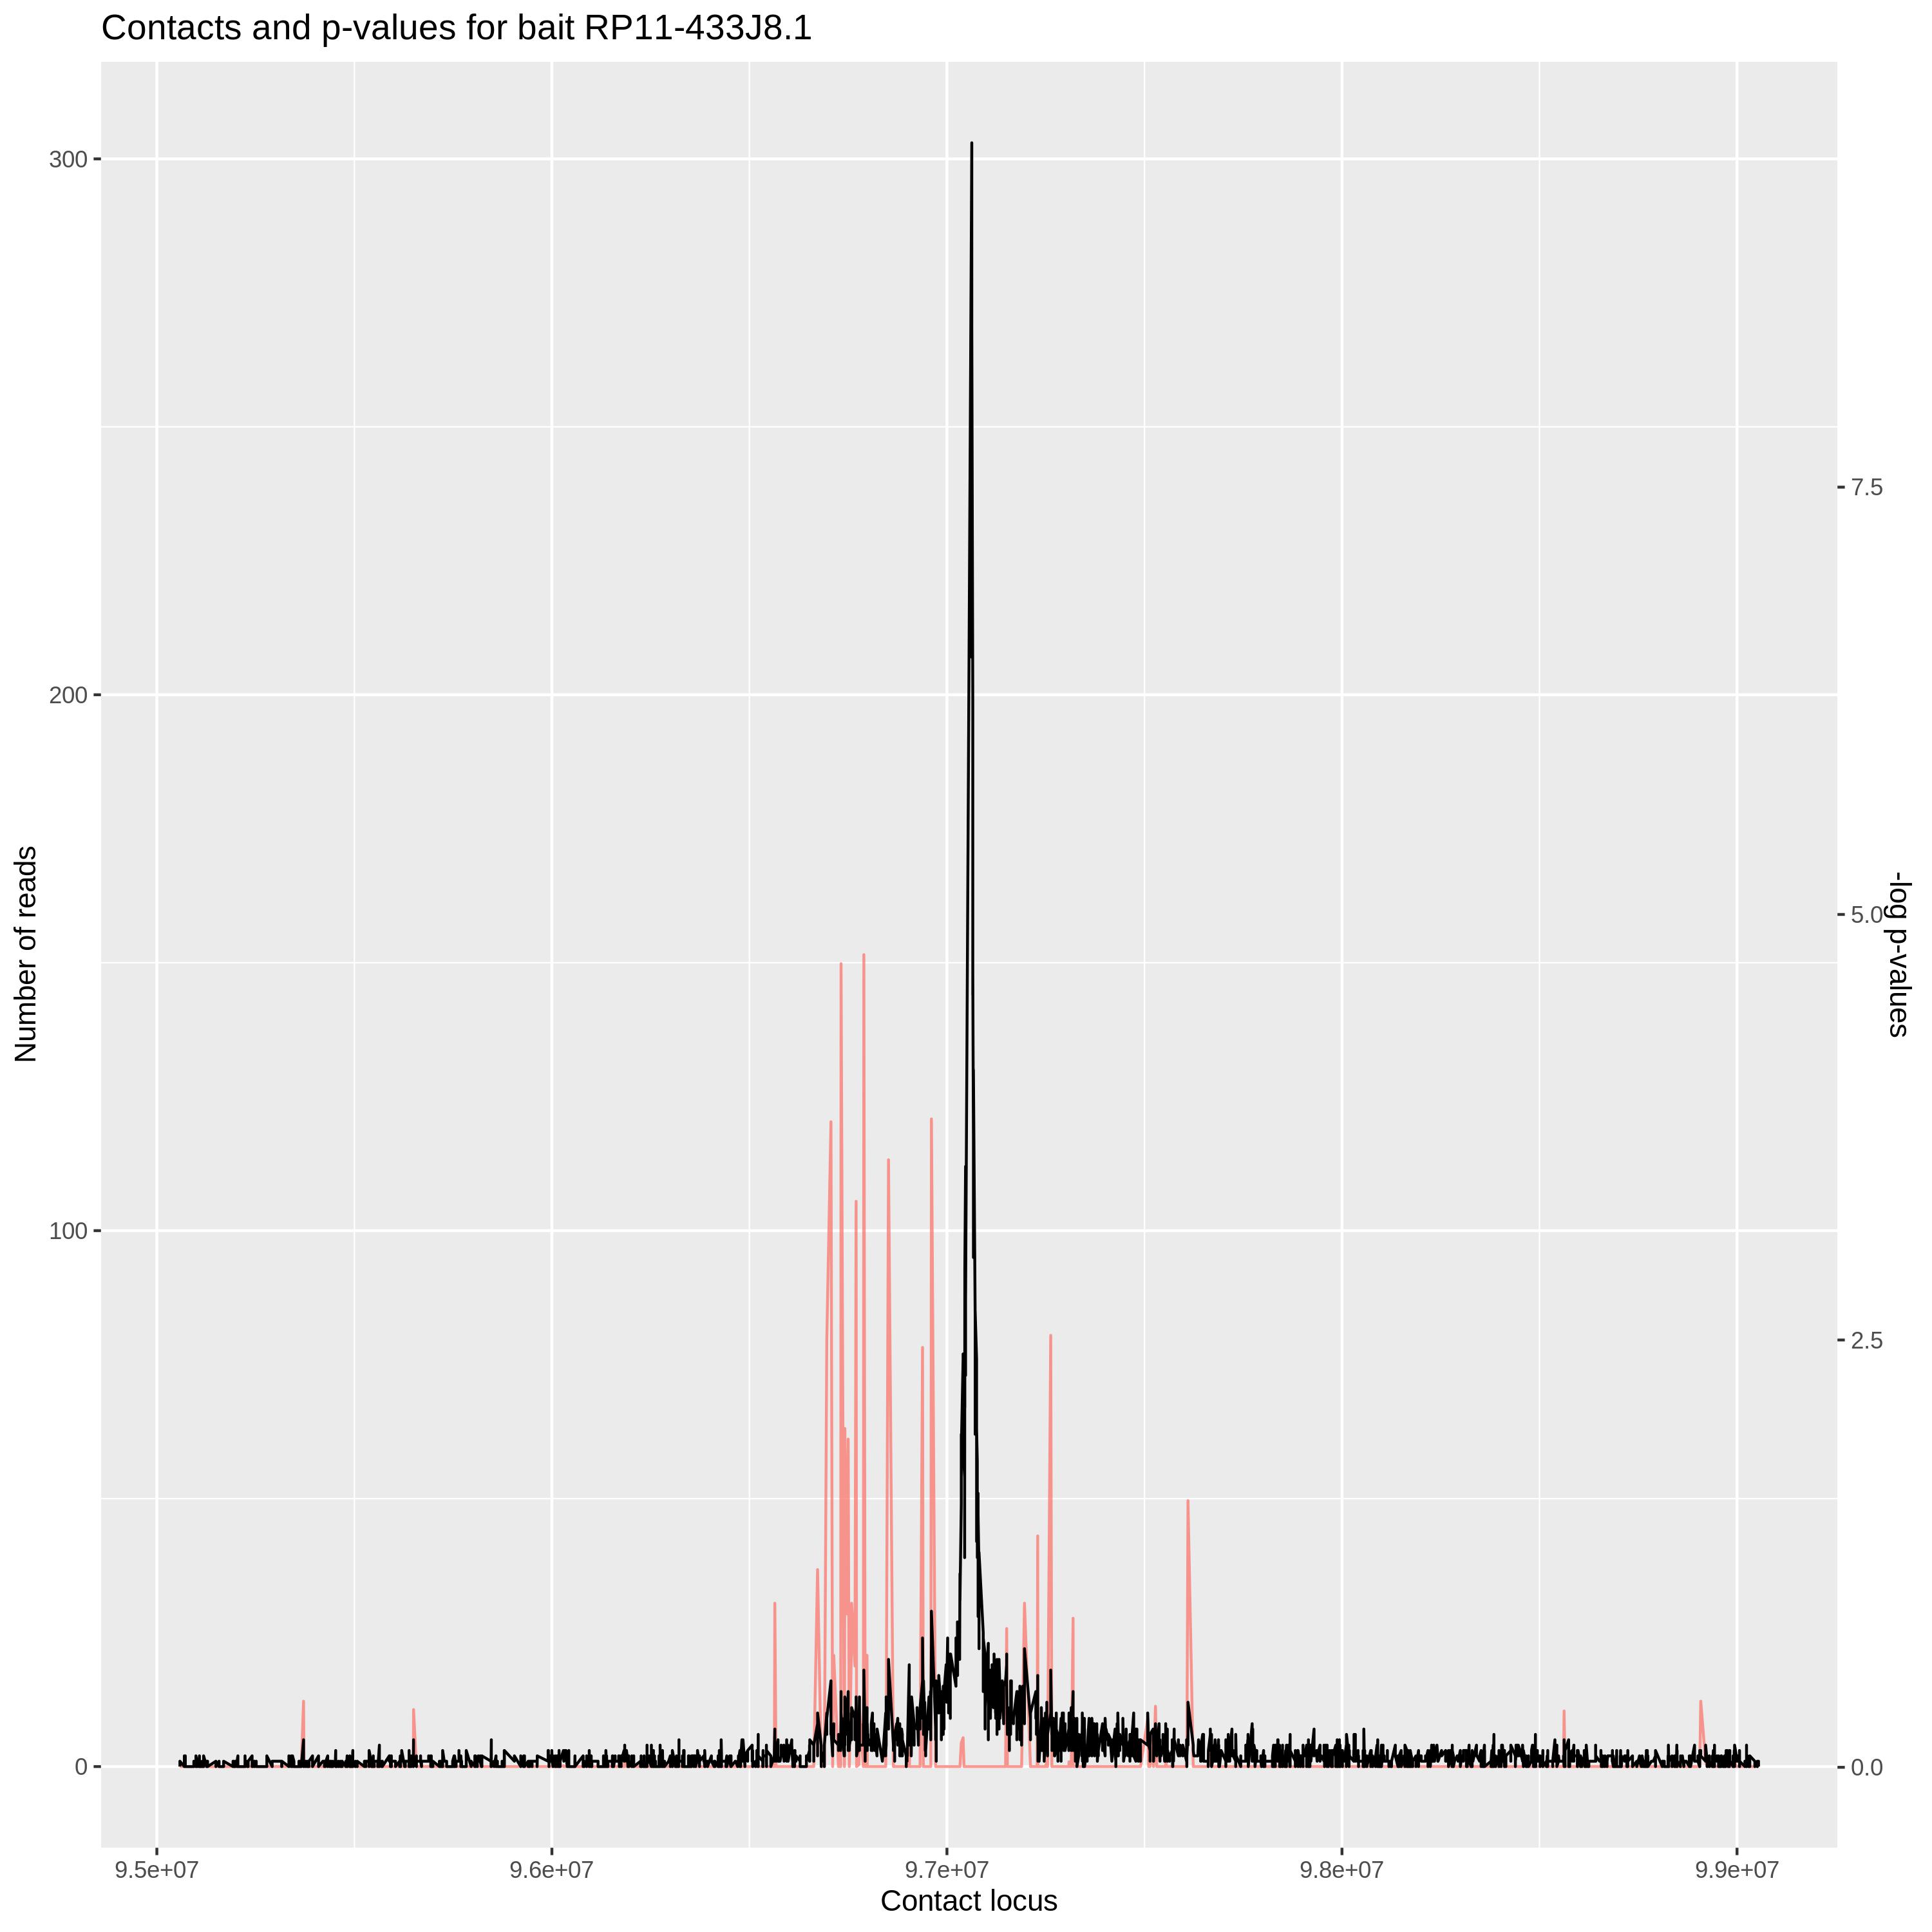 Contacts and p-values for bait RP11-433J8.1
300
200
100
0
Number of reads
7.5
5.0
2.5
0.0
-log p-values
9.5e+07 9.6e+07 9.7e+07 9.8e+07 9.9e+07
Contact locus